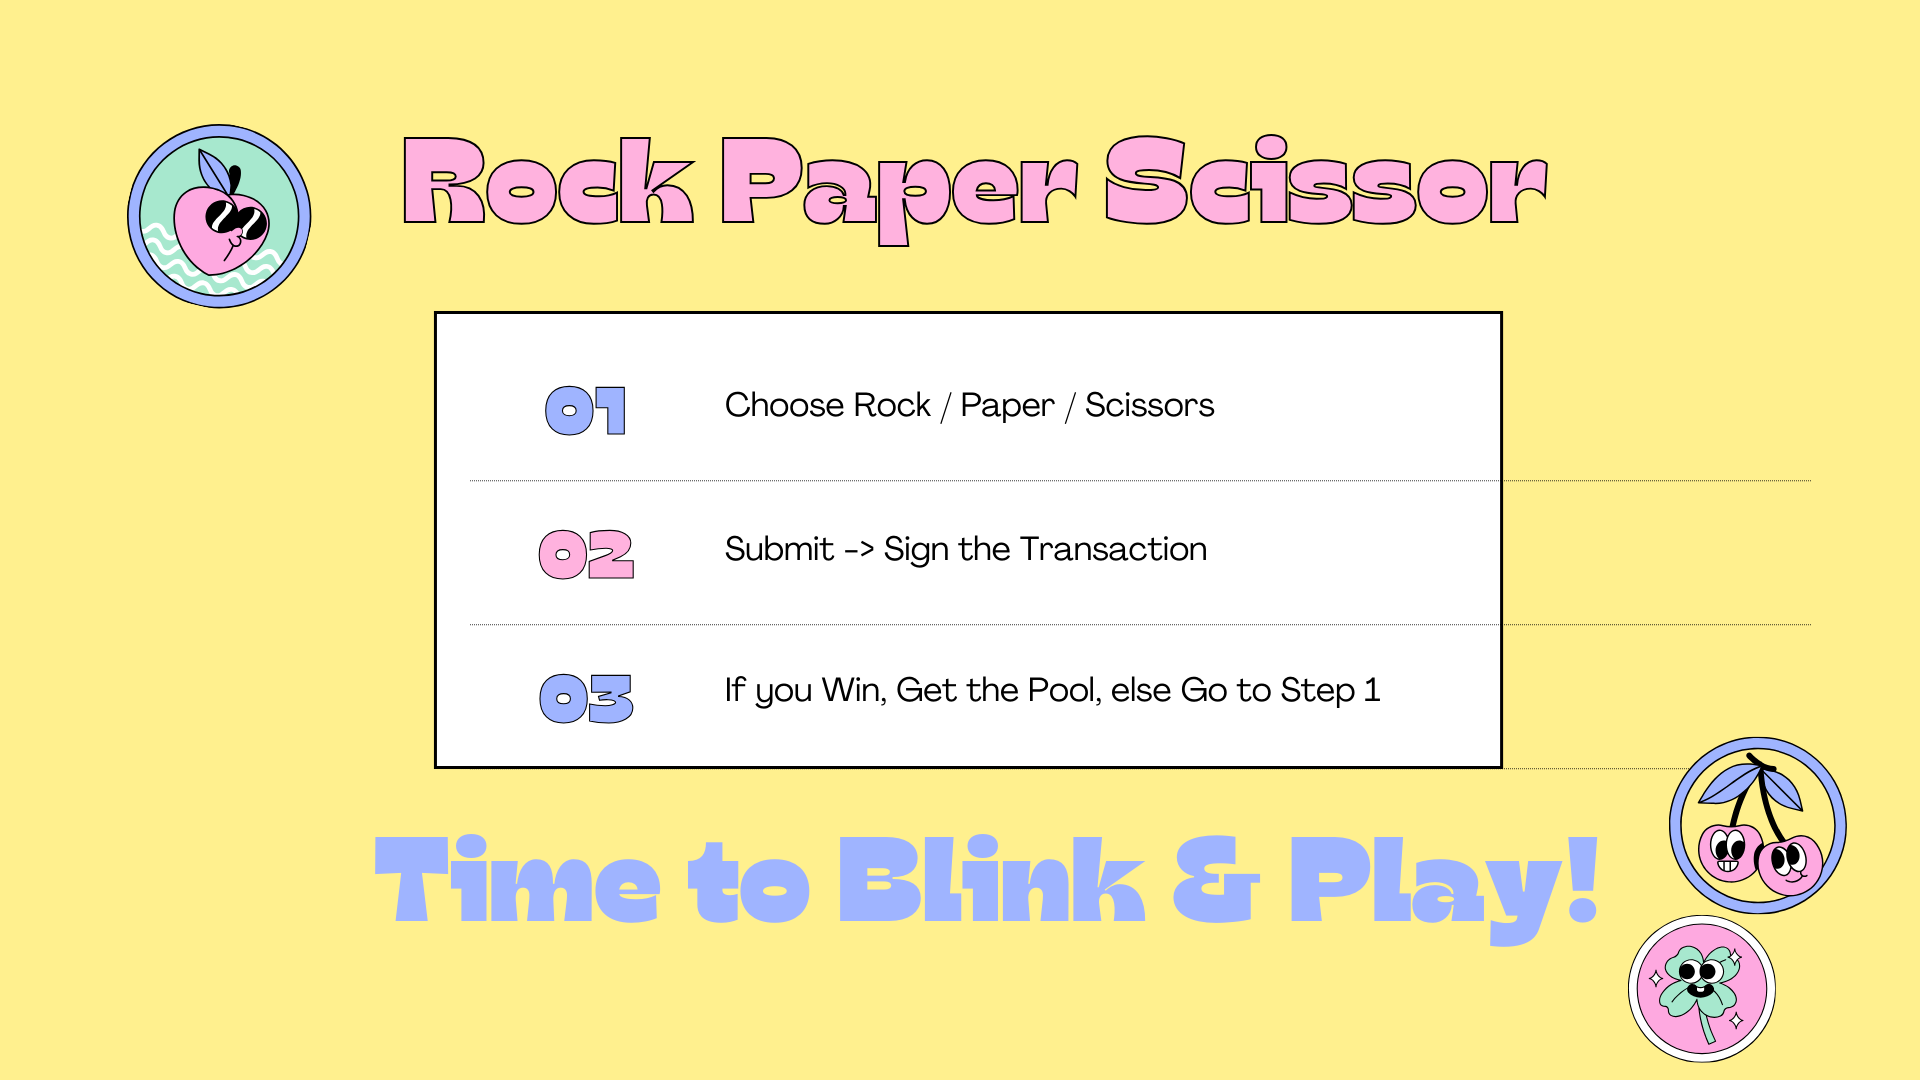 Rock Paper Scissor
01 Choose Rock / Paper / Scissors
02 Submit -> Sign the Transaction
03 If you Win, Get the Pool, else Go to Step 1
Time to Blink & Play!